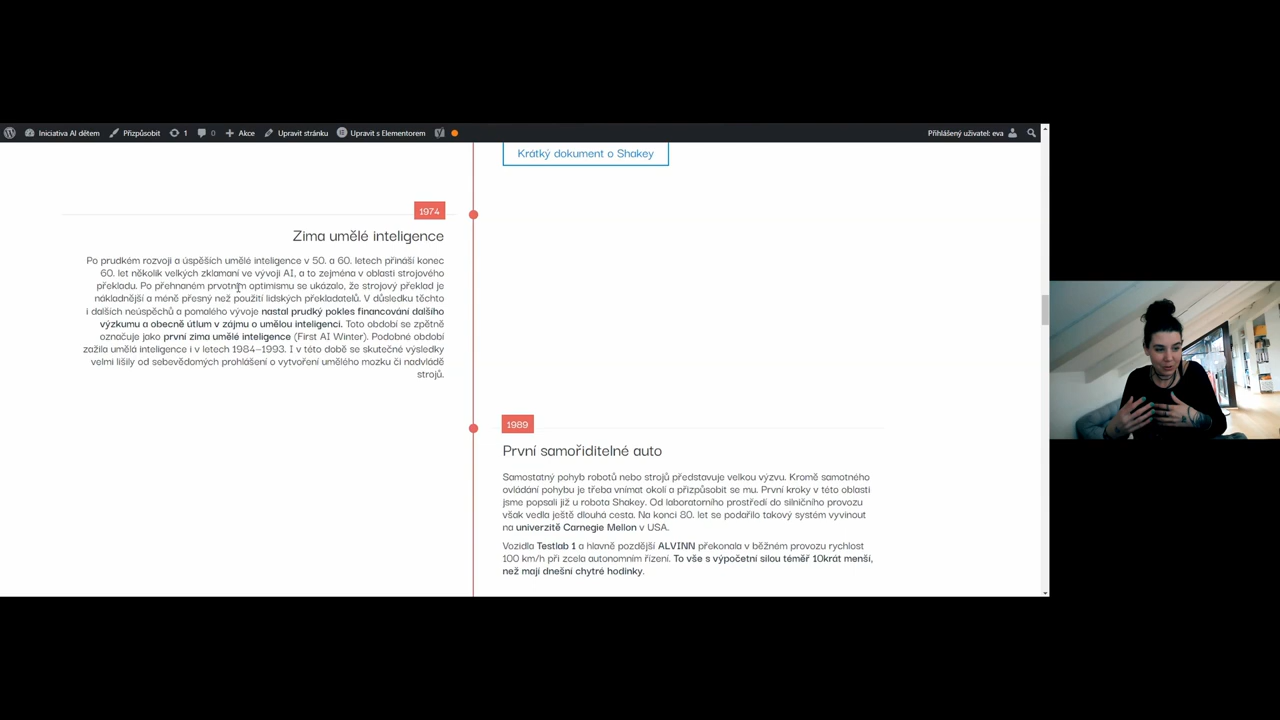 Iniciativa AI dětem Přizpůsobit 1 0 Akce Upravit stránku Upravit s Elementorem Přihlášený uživatel: eva
Krátký dokument o Shakey
1974
Zima umělé inteligence
Po prudkém rozvoji a úspěších umělé inteligence v 50. a 60. letech přináší konec
60. let několik velkých zklamaní ve vývoji AI, a to zejména v oblasti strojového
překladu. Po přehnaném prvotním optimismu se ukázalo, že strojový překlad je
nákladnější a méně přesný než použití lidských překladatelů. V důsledku těchto
i dalších neúspěchů a pomalého vývoje nastal prudký pokles financování dalšího
výzkumu a obecně útlum v zájmu o umělou inteligenci. Toto období se zpětně
označuje jako první zima umělé inteligence (First AI Winter). Podobné období
zažila umělá inteligence i v letech 1984–1993. I v této době se skutečné výsledky
velmi lišily od sebevědomých prohlášení o vytvoření umělého mozku či nadvládě
strojů.
1989
První samořiditelné auto
Samostatný pohyb robotů nebo strojů představuje velkou výzvu. Kromě samotného
ovládání pohybu je třeba vnímat okolí a přizpůsobit se mu. První kroky v této oblasti
jsme popsali již u robota Shakey. Od laboratorního prostředí do silničního provozu
však vedla ještě dlouhá cesta. Na konci 80. let se podařilo takový systém vyvinout
na univerzitě Carnegie Mellon v USA.
Vozidla Testlab 1 a hlavně pozdější ALVINN překonala v běžném provozu rychlost
100 km/h při zcela autonomním řízení. To vše s výpočetní silou téměř 10krát menší,
než mají dnešní chytré hodinky.